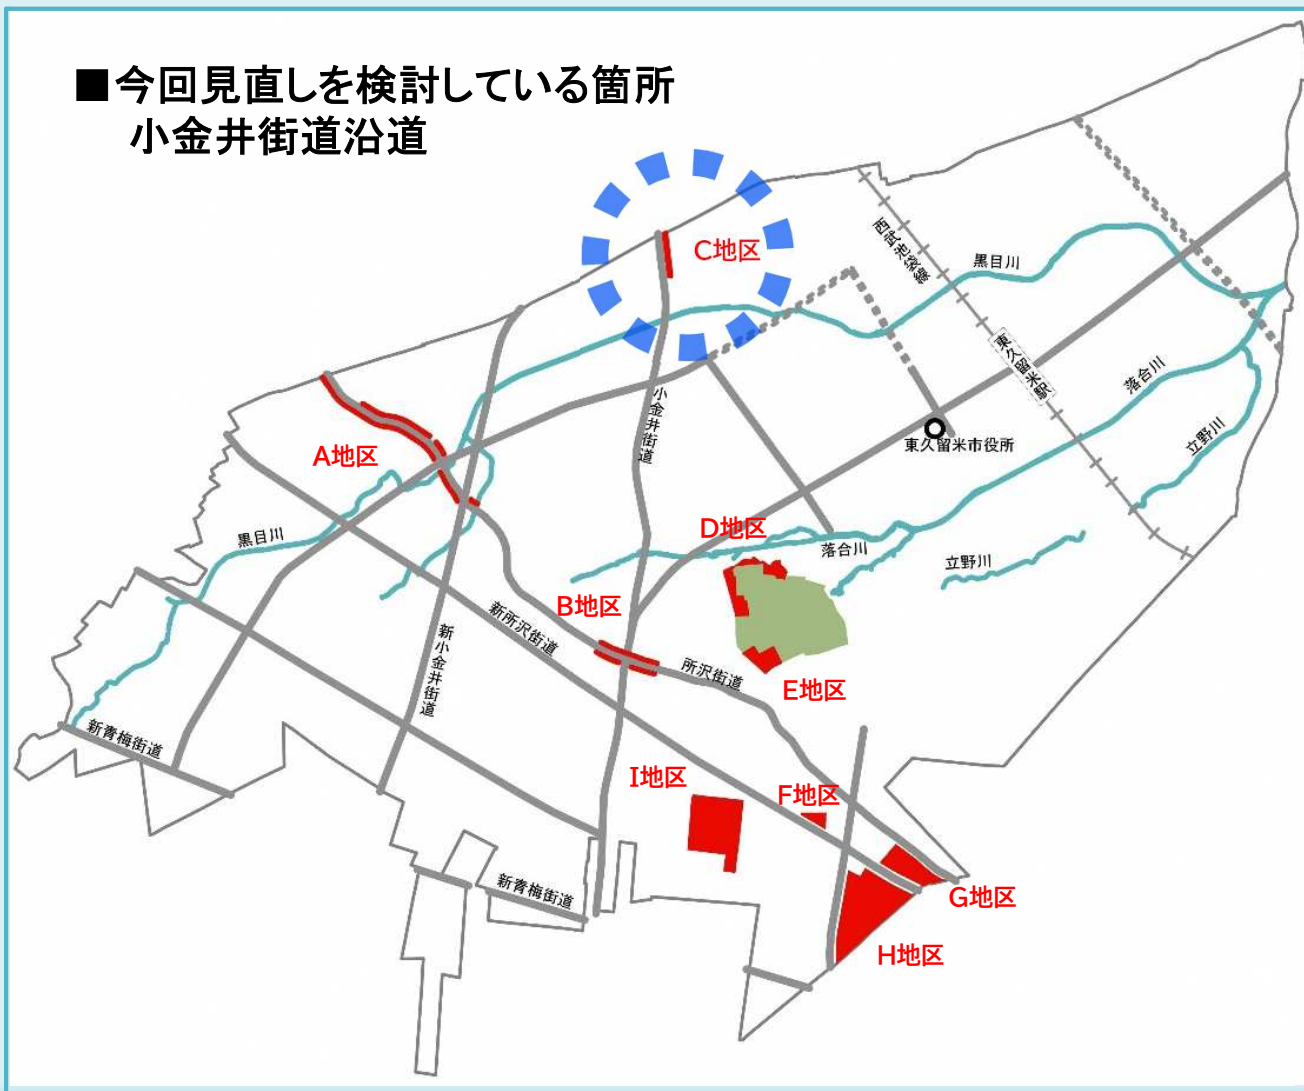 ■今回見直しを検討している箇所
小金井街道沿道
C地区
西武池袋線
黒目川
東久留米駅
落合川
小金井街道
東久留米市役所
立野川
A地区
D地区
黒目川
落合川
立野川
B地区
新所沢街道
新小金井街道
所沢街道
E地区
新青梅街道
I地区
F地区
新青梅街道
G地区
H地区